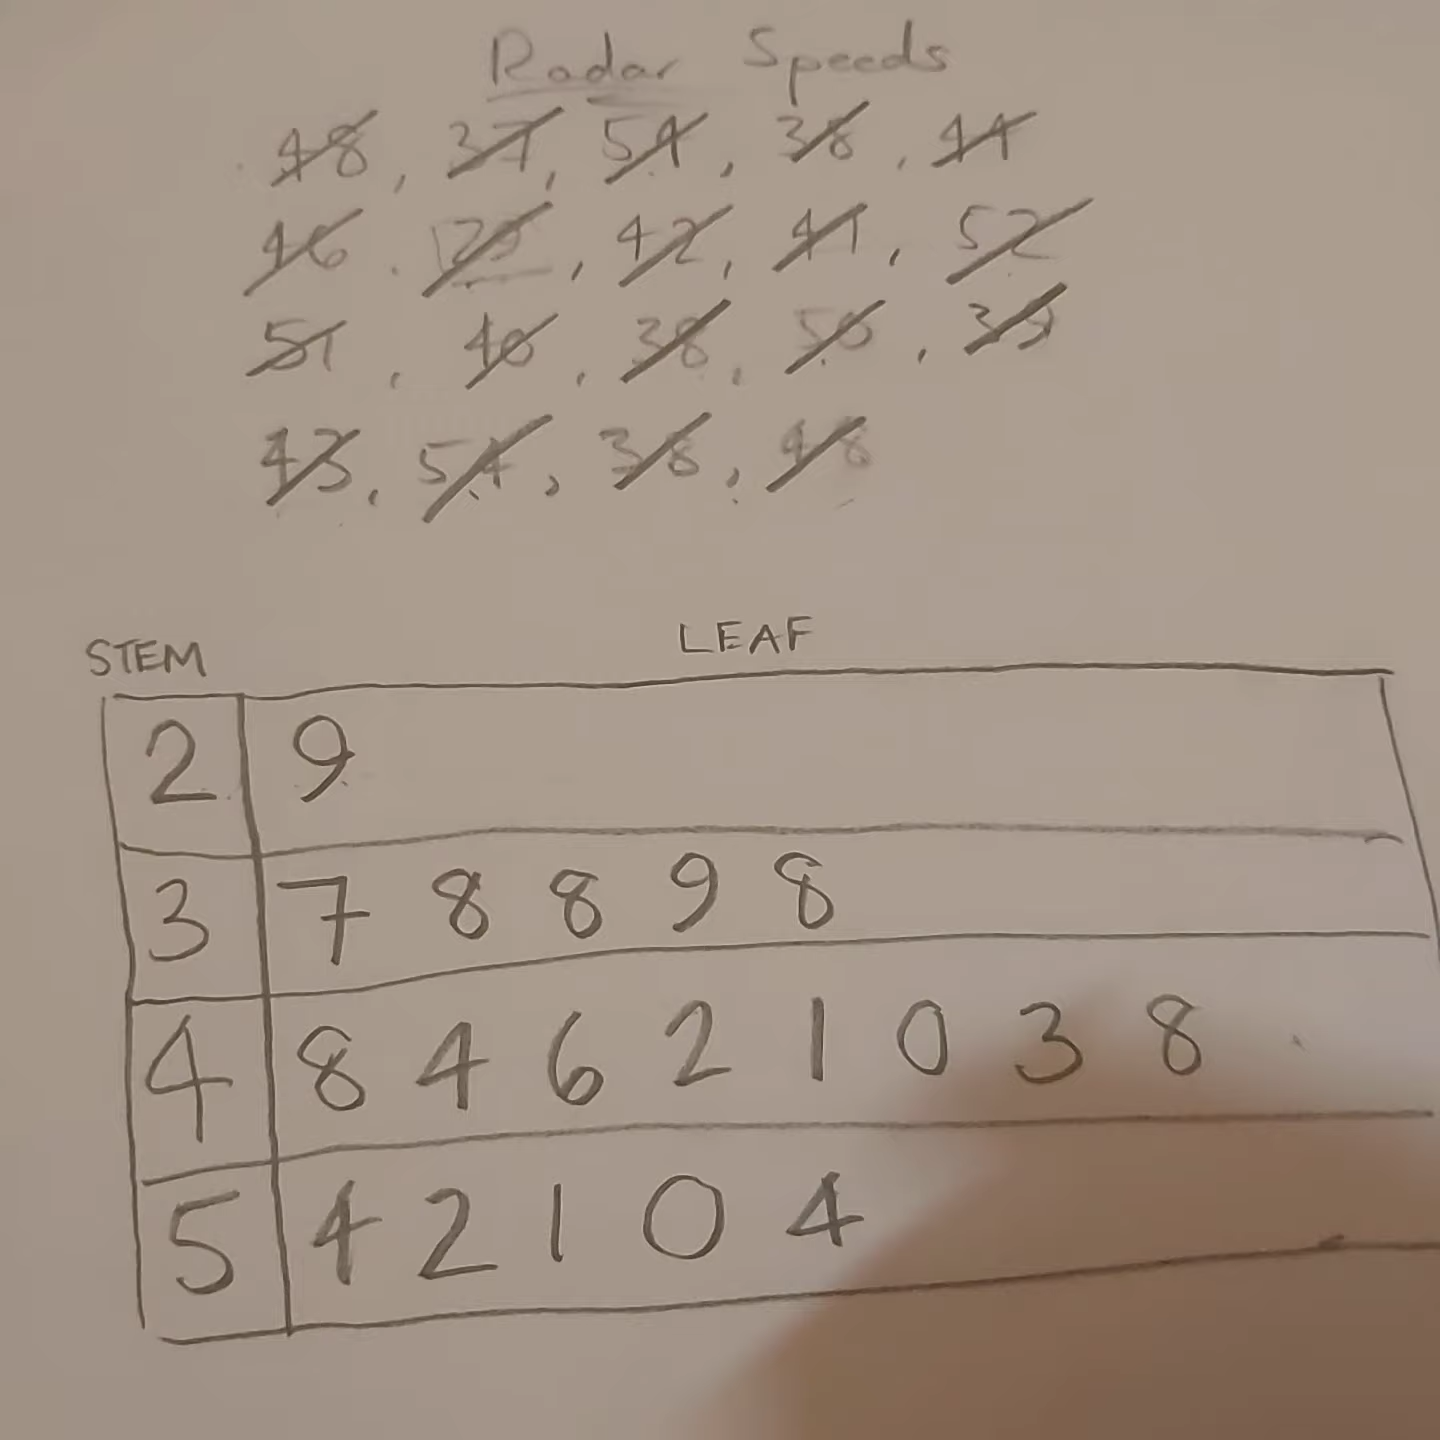 Radar Speeds
48, 37, 54, 38, 44
46, 29, 42, 41, 52
51, 40, 38, 50, 39
43, 54, 38, 48
STEM LEAF
2 9
3 7 8 8 9 8
4 8 4 6 2 1 0 3 8
5 4 2 1 0 4